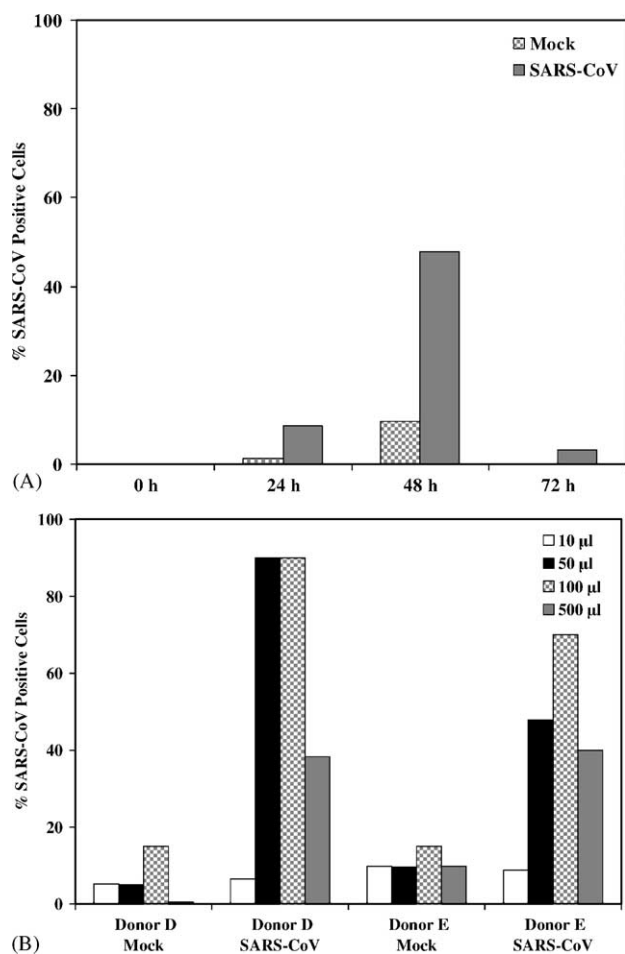 100
80
60
40
20
0
% SARS-CoV Positive Cells
Mock
SARS-CoV
0 h 24 h 48 h 72 h
(A)
100
80
60
40
20
0
% SARS-CoV Positive Cells
10 µl
50 µl
100 µl
500 µl
Donor D Donor D Donor E Donor E
Mock SARS-CoV Mock SARS-CoV
(B)